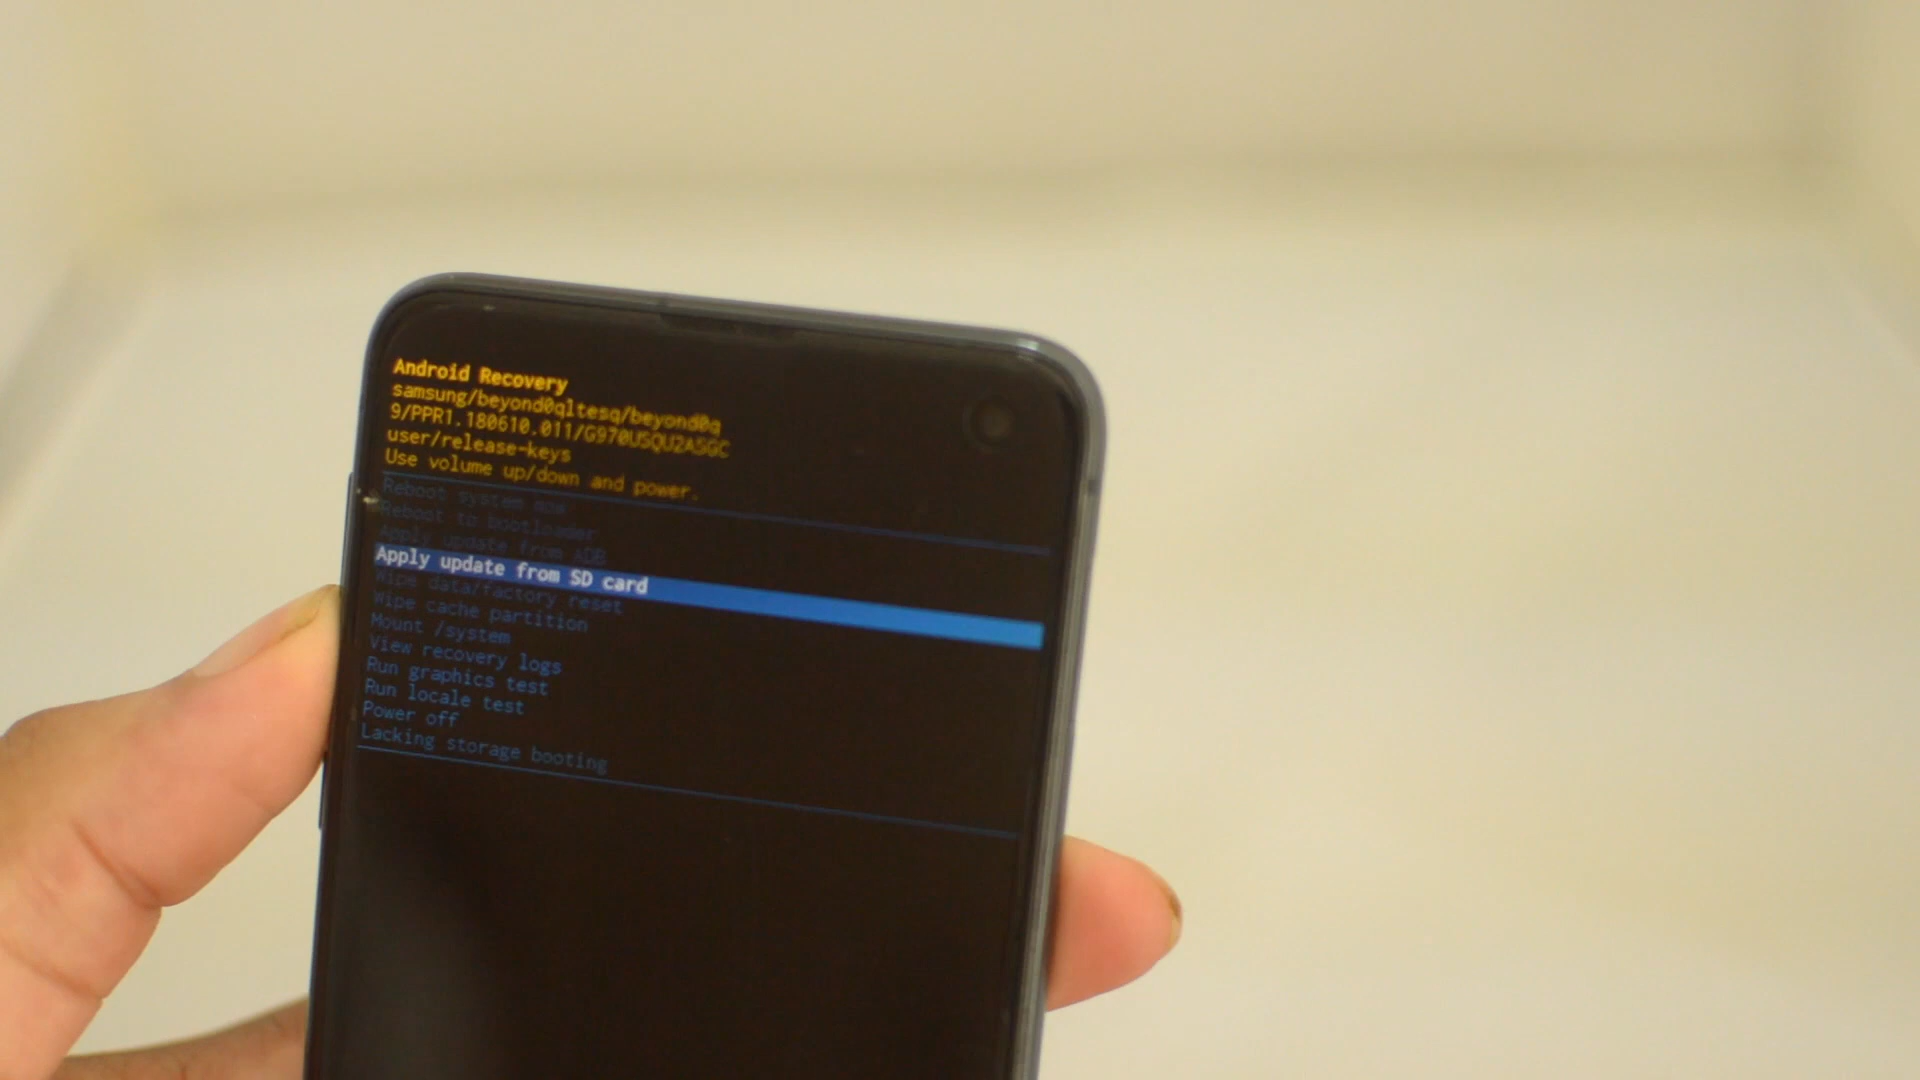 Android Recovery
samsung/beyond0qltesq/beyond0q
9/PPR1.180610.011/G970USQU2ASGC
user/release-keys
Use volume up/down and power.
Reboot system now
Reboot to bootloader
Apply update from ADB
Apply update from SD card
Wipe data/factory reset
Wipe cache partition
Mount /system
View recovery logs
Run graphics test
Run locale test
Power off
Lacking storage booting